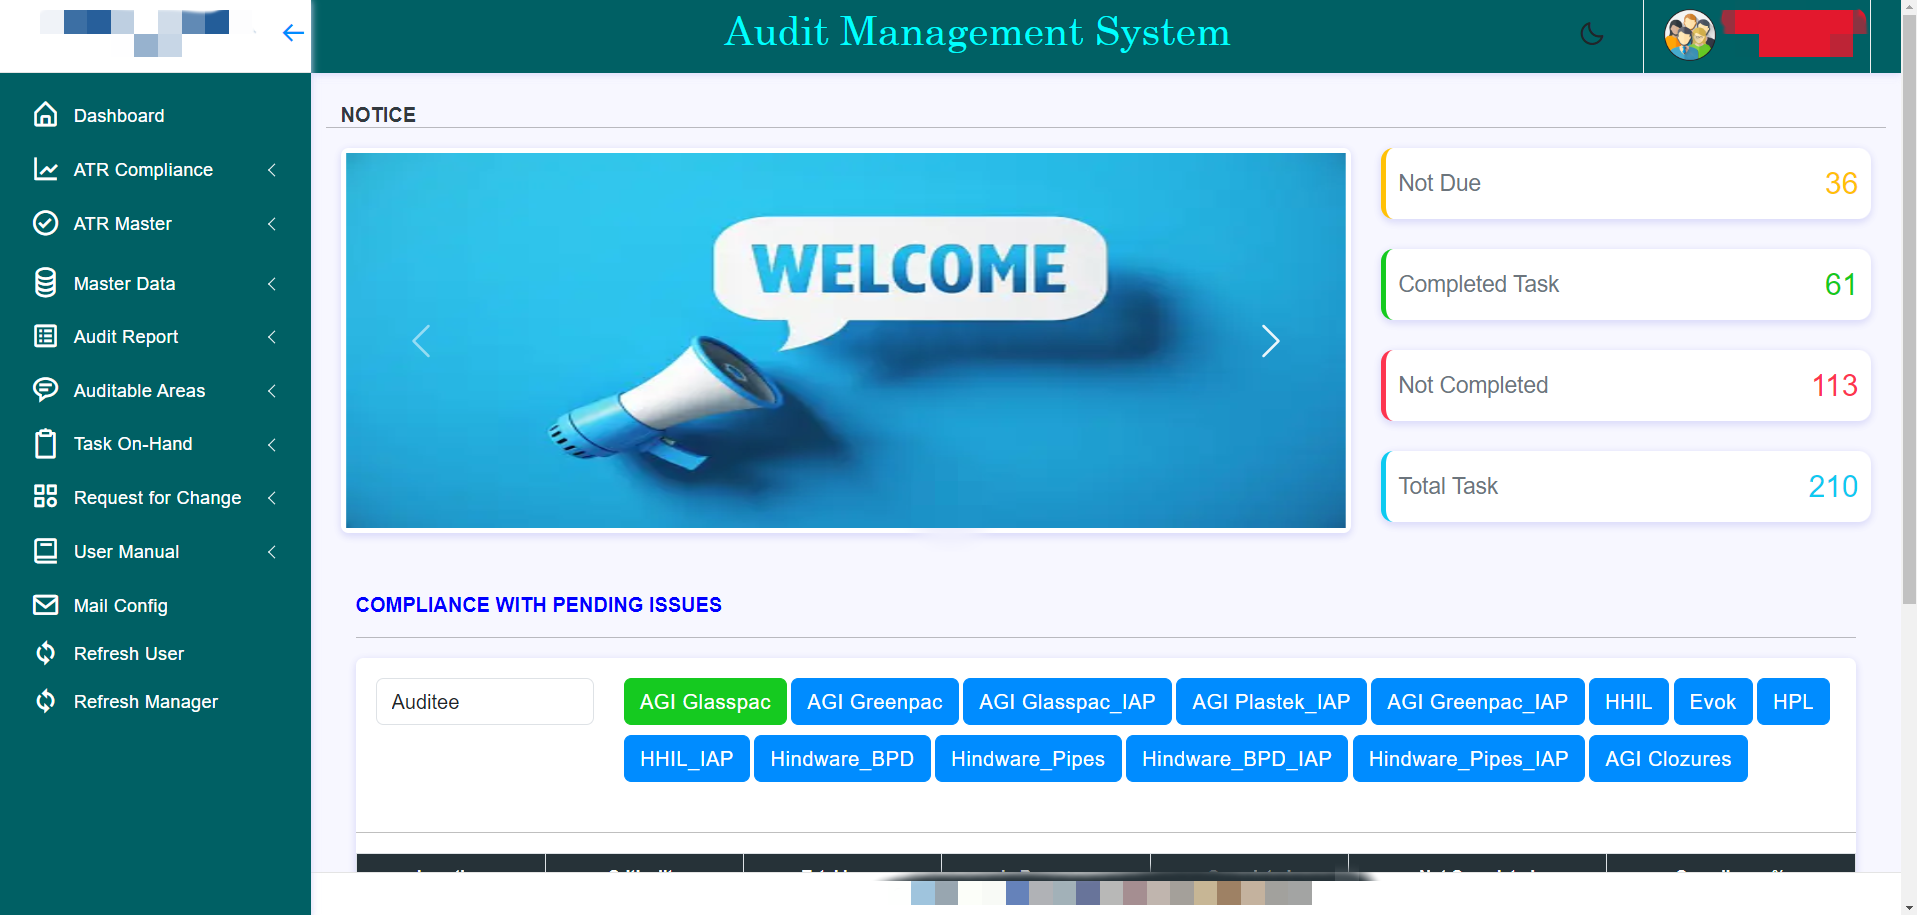 Audit Management System
Dashboard
ATR Compliance
ATR Master
Master Data
Audit Report
Auditable Areas
Task On-Hand
Request for Change
User Manual
Mail Config
Refresh User
Refresh Manager
NOTICE
WELCOME
Not Due 36
Completed Task 61
Not Completed 113
Total Task 210
COMPLIANCE WITH PENDING ISSUES
Auditee
AGI Glasspac AGI Greenpac AGI Glasspac_IAP AGI Plastek_IAP AGI Greenpac_IAP HHIL Evok HPL
HHIL_IAP Hindware_BPD Hindware_Pipes Hindware_BPD_IAP Hindware_Pipes_IAP AGI Clozures